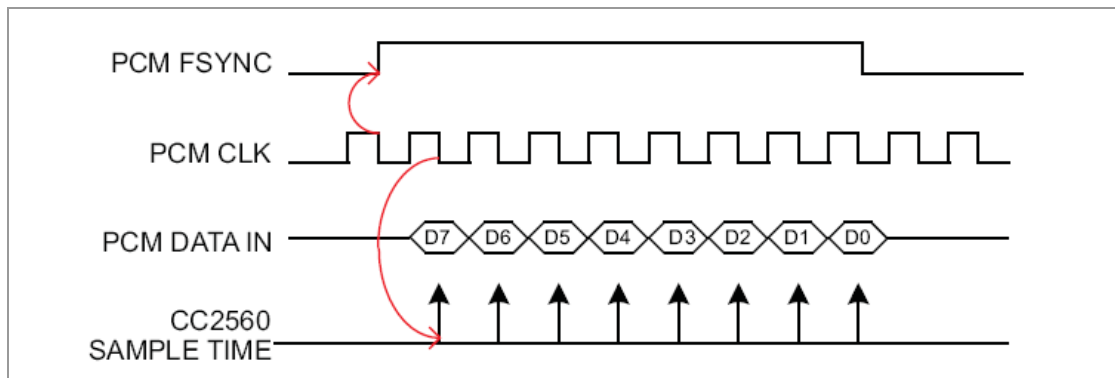 PCM FSYNC
PCM CLK
PCM DATA IN
D7 D6 D5 D4 D3 D2 D1 D0
CC2560
SAMPLE TIME